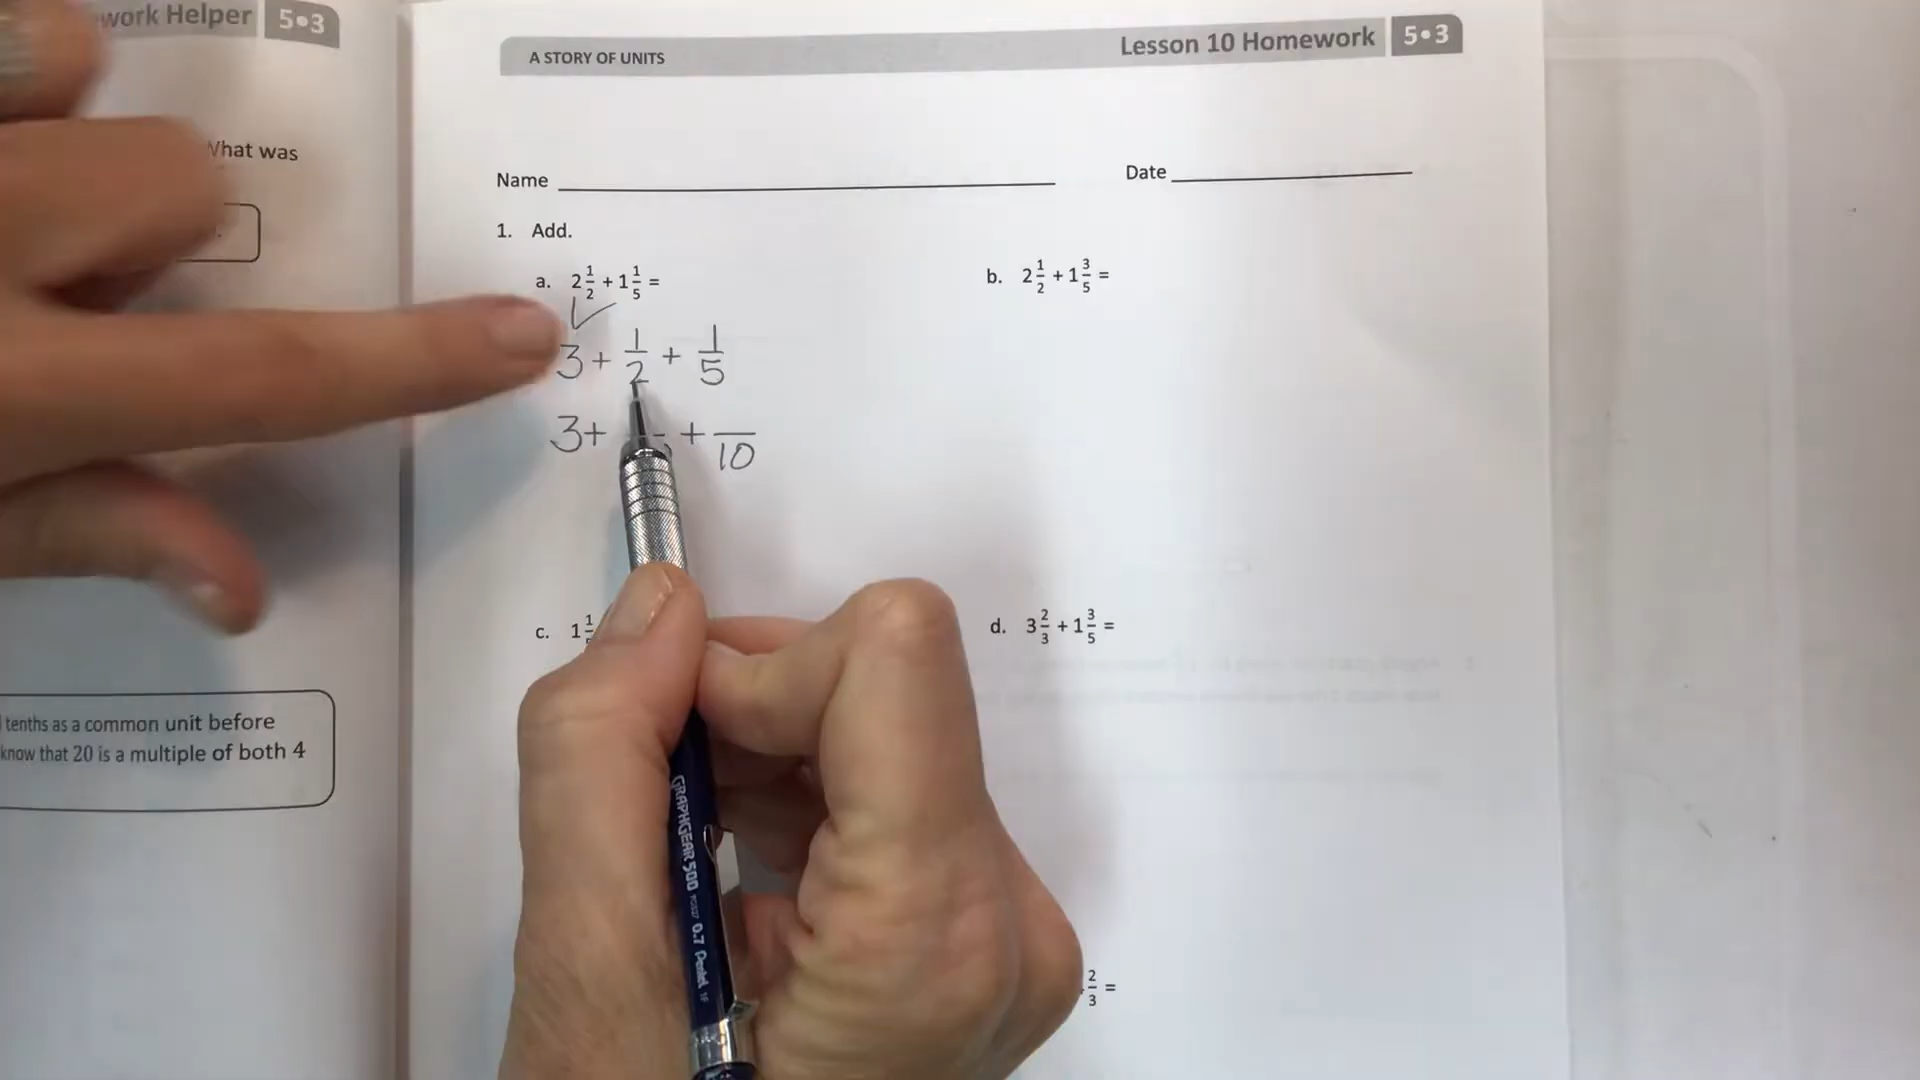 work Helper 5•3
What was
tenths as a common unit before
know that 20 is a multiple of both 4
A STORY OF UNITS Lesson 10 Homework 5•3
Name Date
1. Add.
a. 2 1/2 + 1 1/5 =
3 + 1/2 + 1/5
3 + + /10
b. 2 1/2 + 1 3/5 =
c. 1 1/
d. 3 2/3 + 1 3/5 =
2/3 =
GRAPHGEAR 500 0.7 Pentel